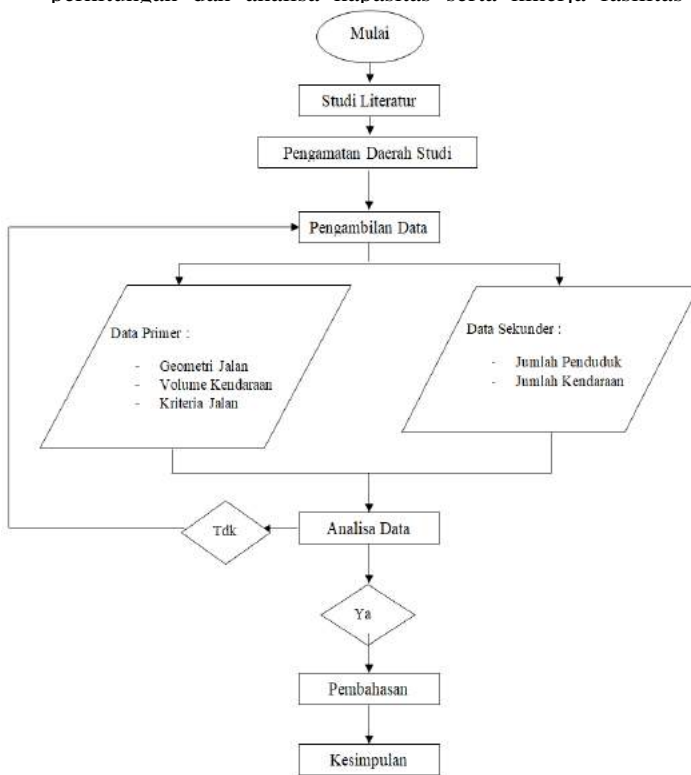 Mulai
Studi Literatur
Pengamatan Daerah Studi
Pengambilan Data
Data Primer :
- Geometri Jalan
- Volume Kendaraan
- Kriteria Jalan
Data Sekunder :
- Jumlah Penduduk
- Jumlah Kendaraan
Tdk
Analisa Data
Ya
Pembahasan
Kesimpulan